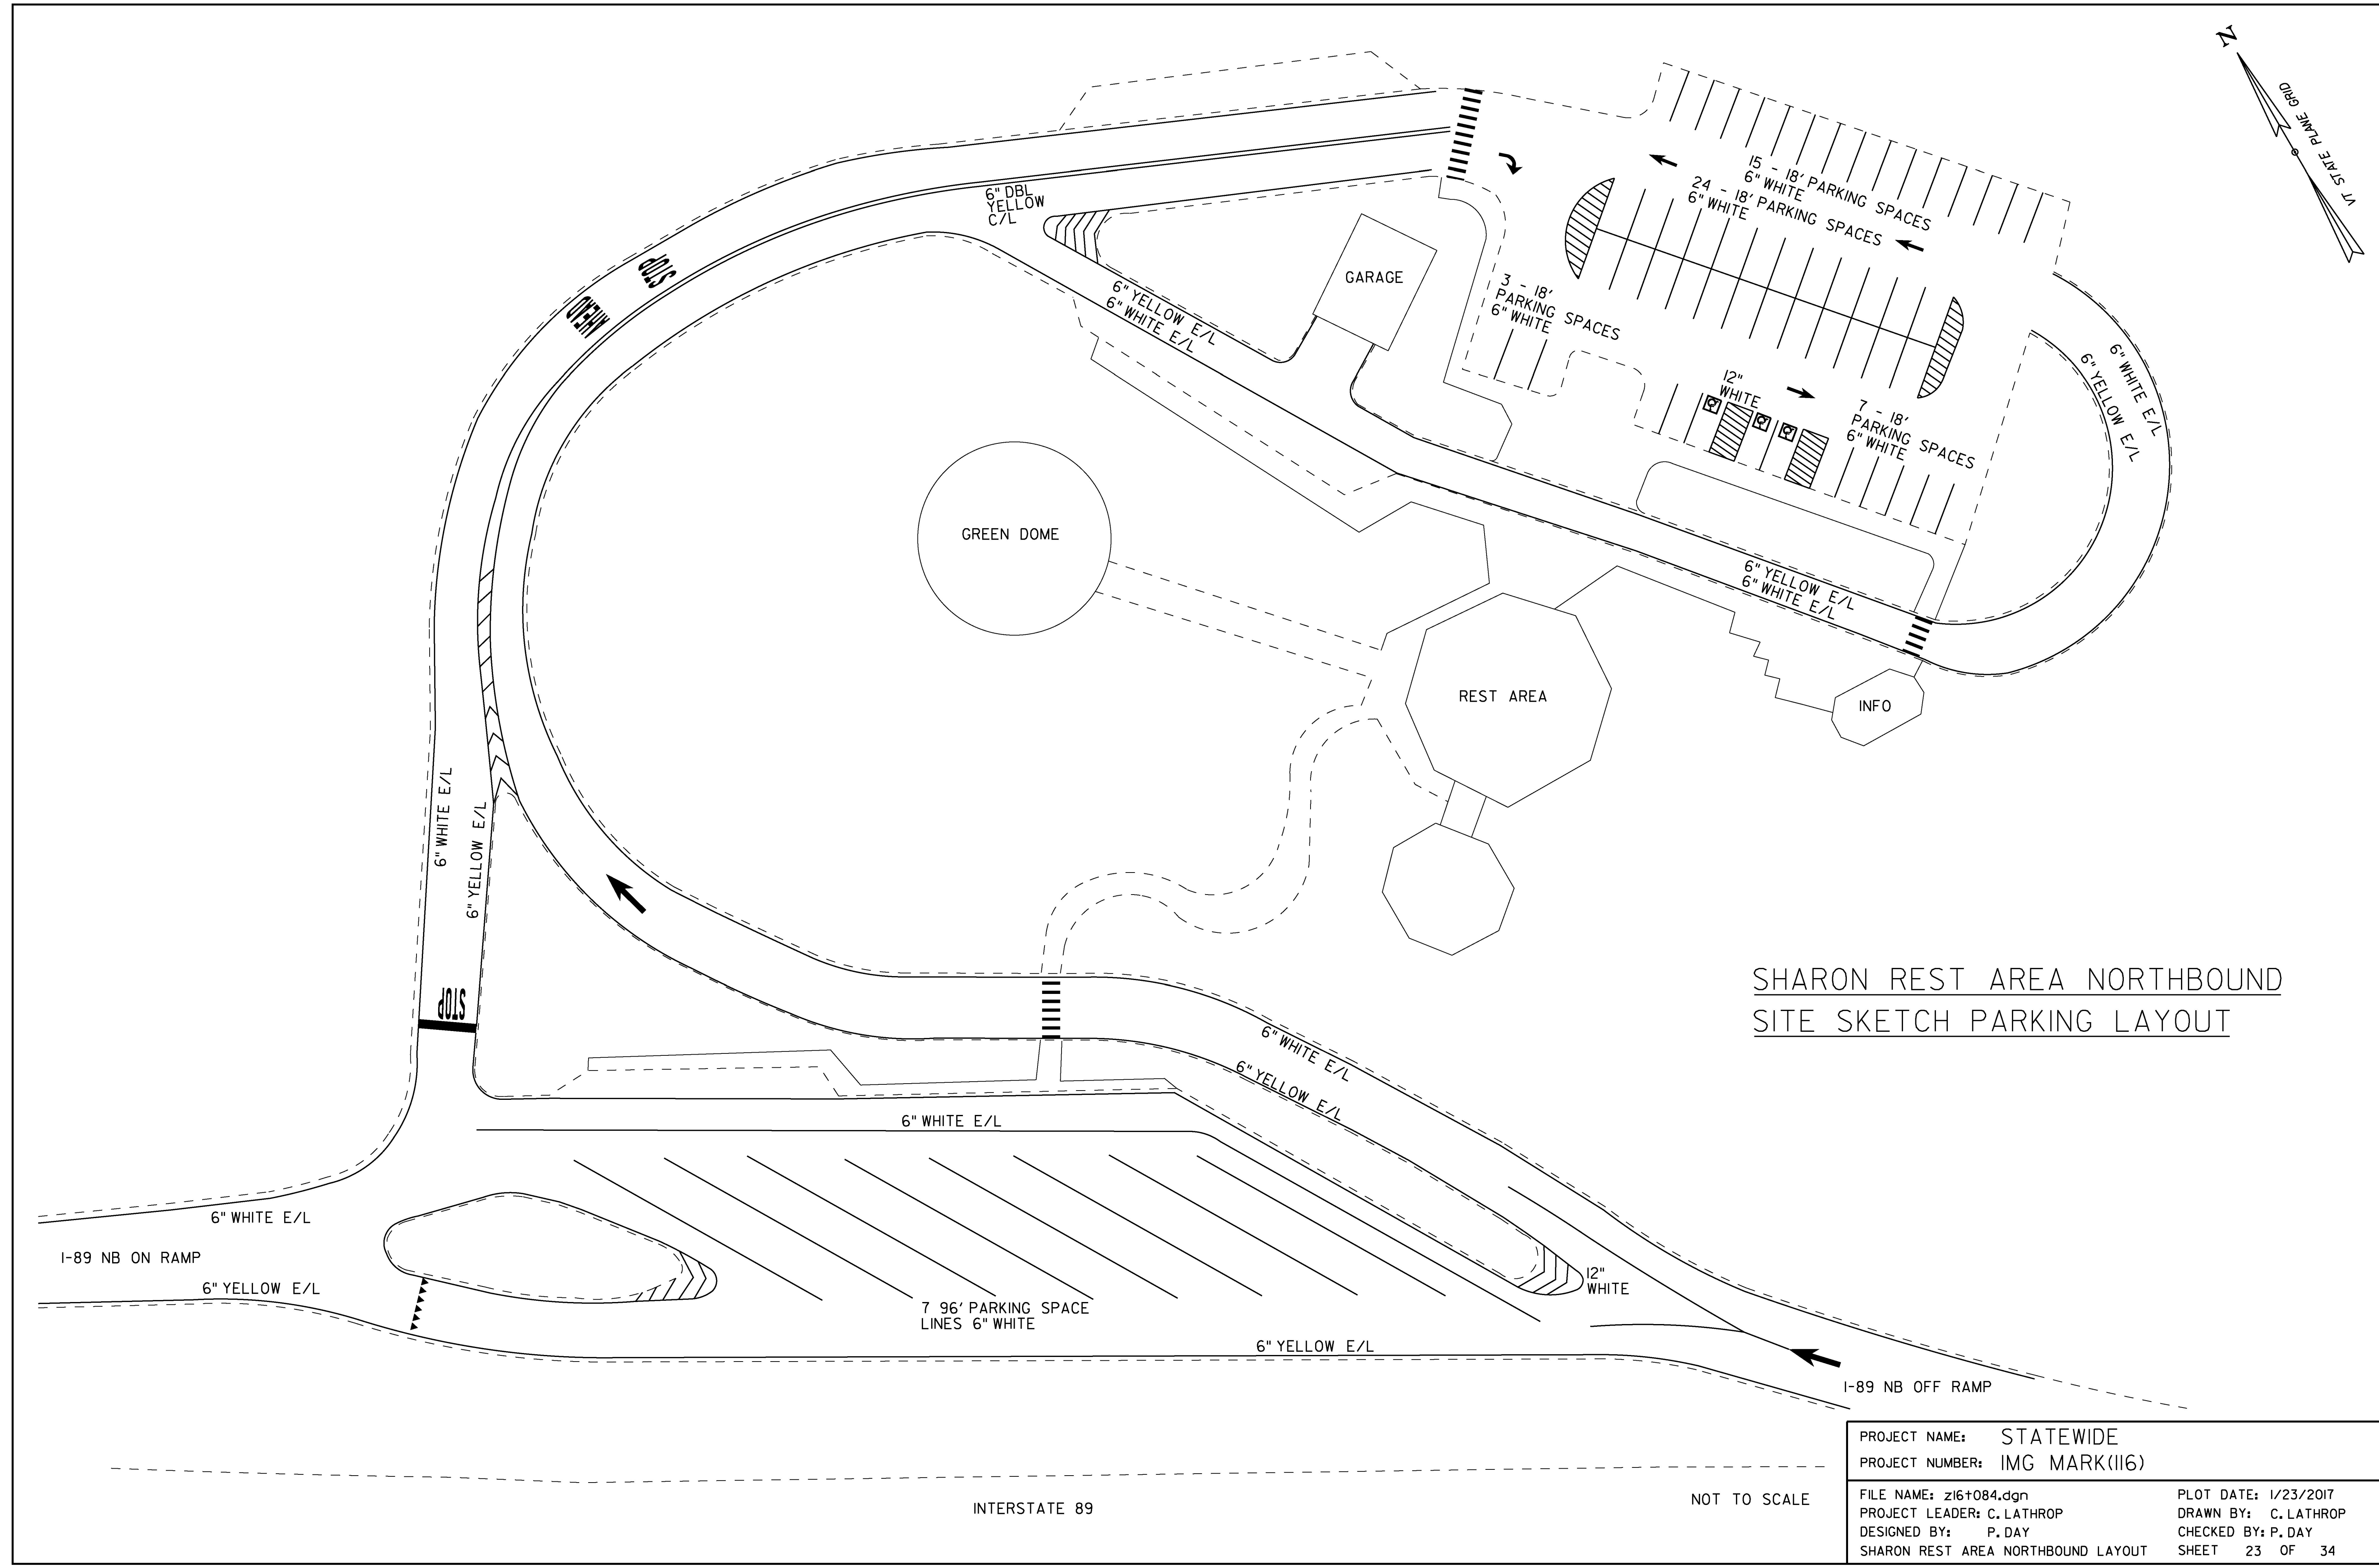 N
VT STATE PLANE GRID
15 - 18' PARKING SPACES
6" WHITE
24 - 18' PARKING SPACES
6" WHITE
6" DBL
YELLOW
C/L
STOP
AHEAD
GARAGE
6" YELLOW E/L
6" WHITE E/L
3 - 18'
PARKING SPACES
6" WHITE
12"
WHITE
7 - 18'
PARKING SPACES
6" WHITE
6" WHITE E/L
6" YELLOW E/L
GREEN DOME
6" YELLOW E/L
6" WHITE E/L
REST AREA
INFO
6" WHITE E/L
6" YELLOW E/L
STOP
SHARON REST AREA NORTHBOUND
SITE SKETCH PARKING LAYOUT
6" WHITE E/L
6" YELLOW E/L
6" WHITE E/L
6" WHITE E/L
I-89 NB ON RAMP
6" YELLOW E/L
12"
WHITE
7 96' PARKING SPACE
LINES 6" WHITE
6" YELLOW E/L
I-89 NB OFF RAMP
NOT TO SCALE
INTERSTATE 89
PROJECT NAME: STATEWIDE
PROJECT NUMBER: IMG MARK(116)
FILE NAME: z16t084.dgn PLOT DATE: 1/23/2017
PROJECT LEADER: C. LATHROP DRAWN BY: C. LATHROP
DESIGNED BY: P. DAY CHECKED BY: P. DAY
SHARON REST AREA NORTHBOUND LAYOUT SHEET 23 OF 34